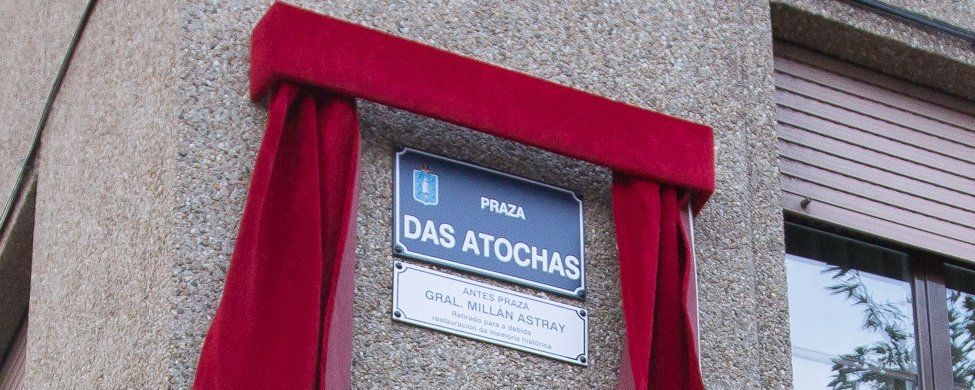 PRAZA
DAS ATOCHAS
ANTES PRAZA
GRAL. MILLÁN ASTRAY
Retirado para a debida
restauración da memoria histórica